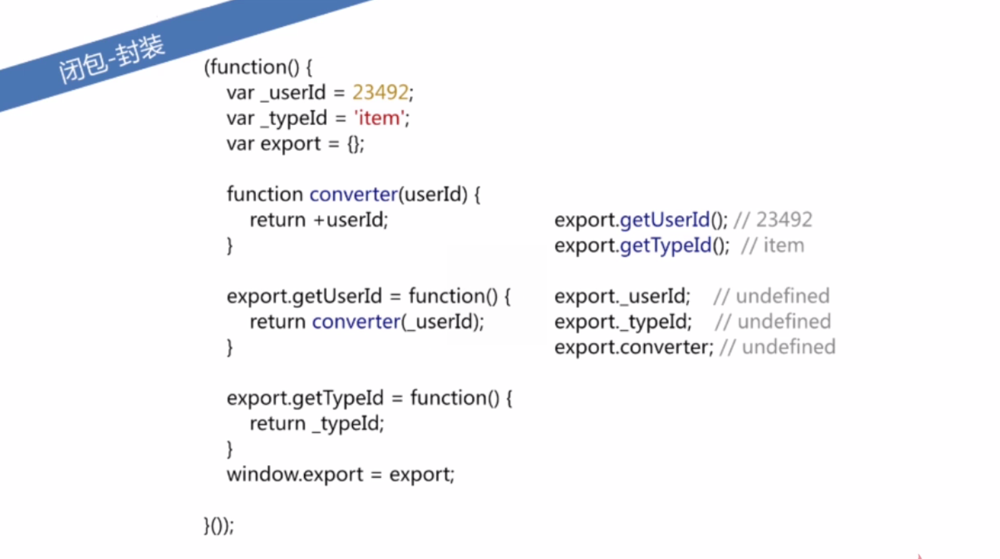 闭包-封装
(function() {
var _userId = 23492;
var _typeId = 'item';
var export = {};
function converter(userId) {
return +userId;
}
export.getUserId = function() {
return converter(_userId);
}
export.getTypeId = function() {
return _typeId;
}
window.export = export;
}());
export.getUserId(); // 23492
export.getTypeId(); // item
export._userId; // undefined
export._typeId; // undefined
export.converter; // undefined